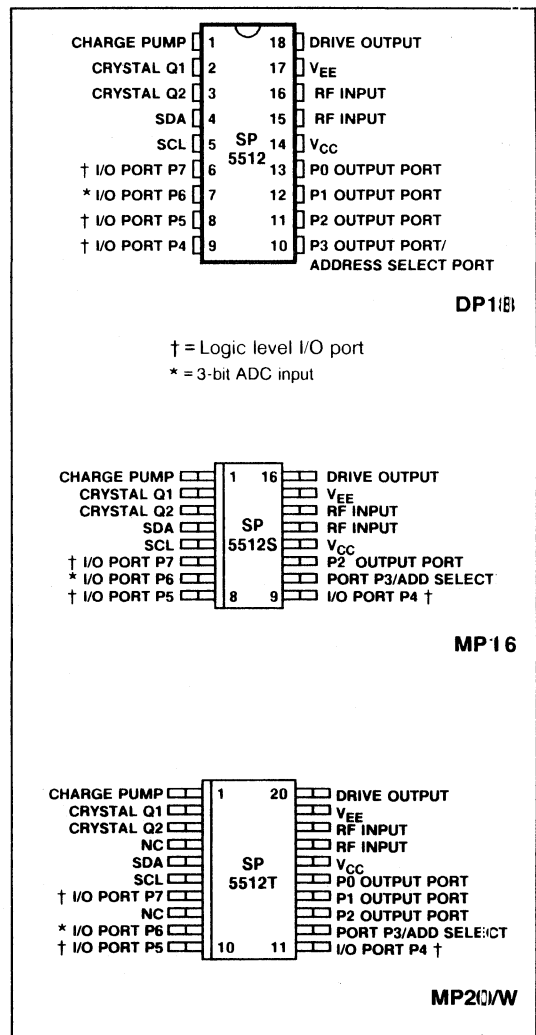 CHARGE PUMP 1 18 DRIVE OUTPUT
CRYSTAL Q1 2 17 VEE
CRYSTAL Q2 3 16 RF INPUT
SDA 4 15 RF INPUT
SCL 5 SP 5512 14 VCC
† I/O PORT P7 6 13 P0 OUTPUT PORT
* I/O PORT P6 7 12 P1 OUTPUT PORT
† I/O PORT P5 8 11 P2 OUTPUT PORT
† I/O PORT P4 9 10 P3 OUTPUT PORT/
ADDRESS SELECT PORT
DP18
† = Logic level I/O port
* = 3-bit ADC input
CHARGE PUMP 1 16 DRIVE OUTPUT
CRYSTAL Q1 VEE
CRYSTAL Q2 RF INPUT
SDA SP RF INPUT
SCL 5512S VCC
† I/O PORT P7 P2 OUTPUT PORT
* I/O PORT P6 PORT P3/ADD SELECT
† I/O PORT P5 8 9 I/O PORT P4 †
MP16
CHARGE PUMP 1 20 DRIVE OUTPUT
CRYSTAL Q1 VEE
CRYSTAL Q2 RF INPUT
NC RF INPUT
SDA SP VCC
SCL 5512T P0 OUTPUT PORT
† I/O PORT P7 P1 OUTPUT PORT
NC P2 OUTPUT PORT
* I/O PORT P6 PORT P3/ADD SELECT
† I/O PORT P5 10 11 I/O PORT P4 †
MP20/W